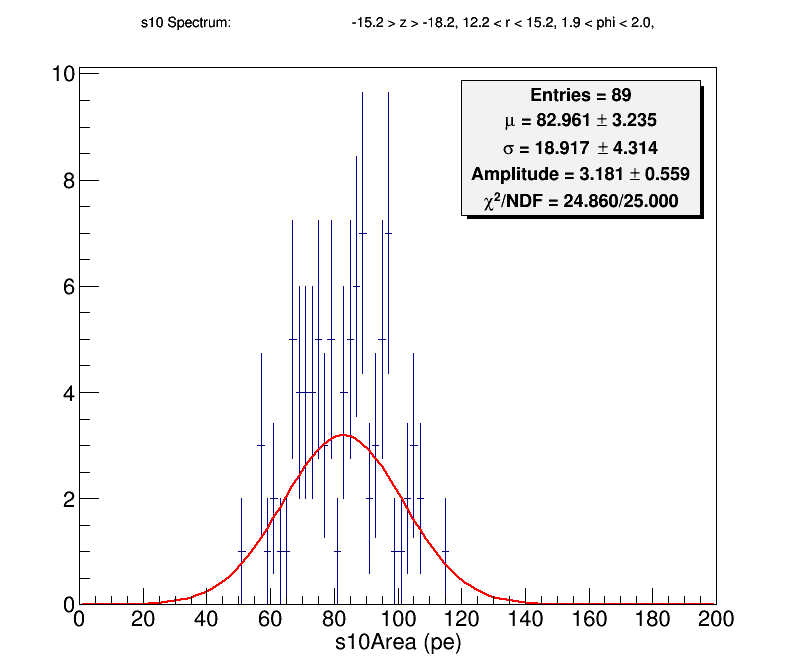 s10 Spectrum: -15.2 > z > -18.2, 12.2 < r < 15.2, 1.9 < phi < 2.0,
Entries = 89
μ = 82.961 ± 3.235
σ = 18.917 ± 4.314
Amplitude = 3.181 ± 0.559
χ²/NDF = 24.860/25.000
10
8
6
4
2
0
0 20 40 60 80 100 120 140 160 180 200
s10Area (pe)